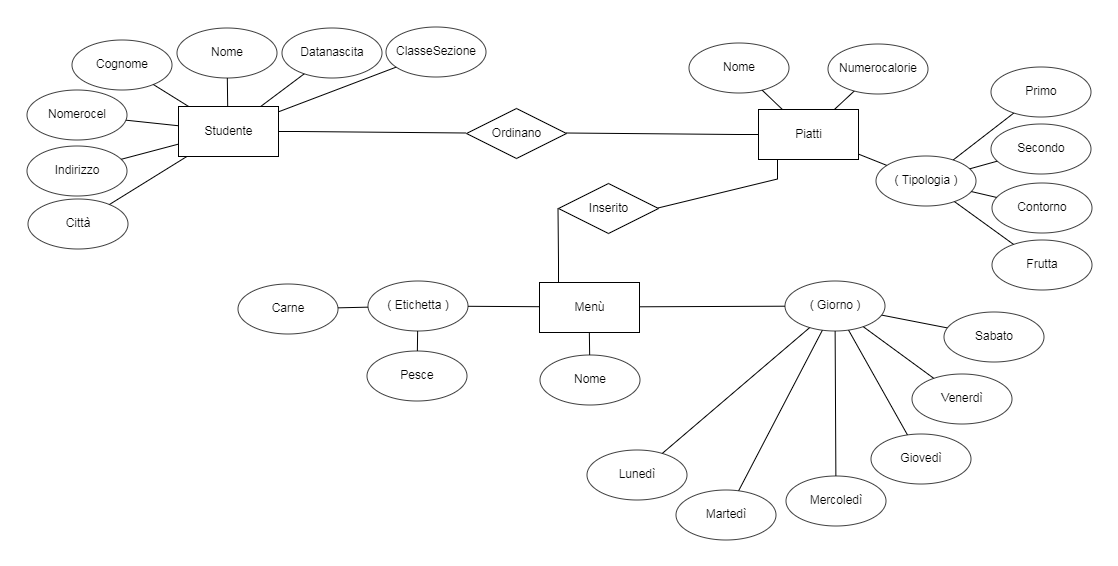 Nome
Datanascita
ClasseSezione
Cognome
Nomerocel
Studente
Indirizzo
Città
Ordinano
Nome
Numerocalorie
Piatti
Primo
Secondo
( Tipologia )
Contorno
Frutta
Inserito
Carne
( Etichetta )
Menù
( Giorno )
Pesce
Nome
Sabato
Venerdì
Giovedì
Lunedì
Mercoledì
Martedì